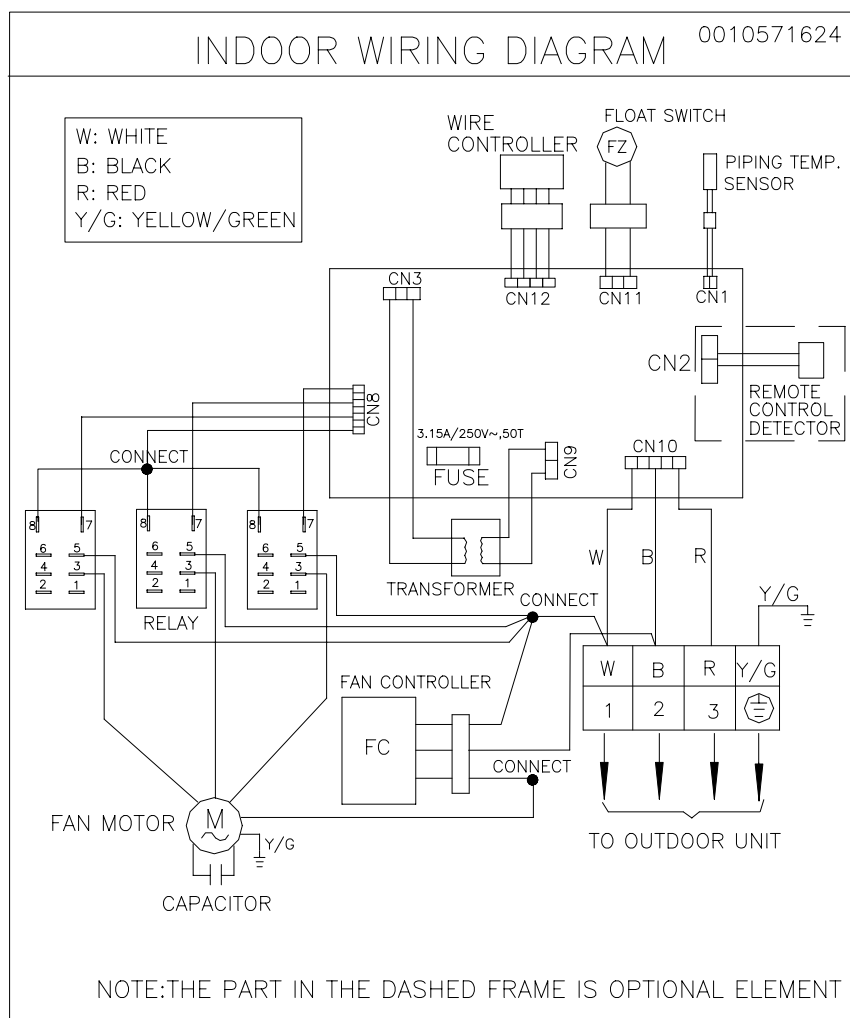 INDOOR WIRING DIAGRAM
0010571624
W: WHITE
B: BLACK
R: RED
Y/G: YELLOW/GREEN
WIRE
CONTROLLER
FLOAT SWITCH
FZ
PIPING TEMP.
SENSOR
CN3
CN12
CN11
CN1
CN2
REMOTE
CONTROL
DETECTOR
CN8
3.15A/250V~,50T
FUSE
CN9
CN10
CONNECT
8 7
6 5
4 3
2 1
8 7
6 5
4 3
2 1
8 7
6 5
4 3
2 1
RELAY
TRANSFORMER
W
B
R
Y/G
CONNECT
W B R Y/G
1 2 3
FAN CONTROLLER
FC
CONNECT
FAN MOTOR
M
Y/G
CAPACITOR
TO OUTDOOR UNIT
NOTE:THE PART IN THE DASHED FRAME IS OPTIONAL ELEMENT